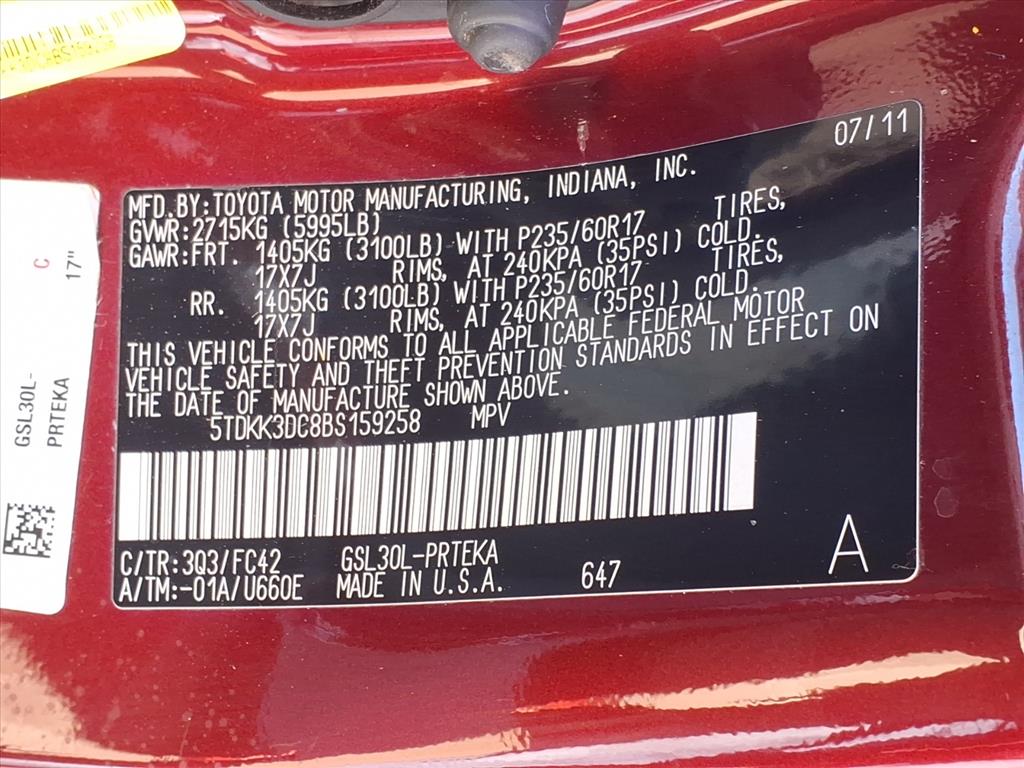 07/11
MFD.BY:TOYOTA MOTOR MANUFACTURING, INDIANA, INC.
GVWR:2715KG (5995LB)
GAWR:FRT. 1405KG (3100LB) WITH P235/60R17 TIRES,
17X7J RIMS, AT 240KPA (35PSI) COLD.
RR. 1405KG (3100LB) WITH P235/60R17 TIRES,
17X7J RIMS, AT 240KPA (35PSI) COLD.
THIS VEHICLE CONFORMS TO ALL APPLICABLE FEDERAL MOTOR
VEHICLE SAFETY AND THEFT PREVENTION STANDARDS IN EFFECT ON
THE DATE OF MANUFACTURE SHOWN ABOVE.
5TDKK3DC8BS159258 MPV
C/TR:3Q3/FC42 GSL30L-PRTEKA
A/TM:-01A/U660E MADE IN U.S.A. 647
A
C
17"
GSL30L-
PRTEKA